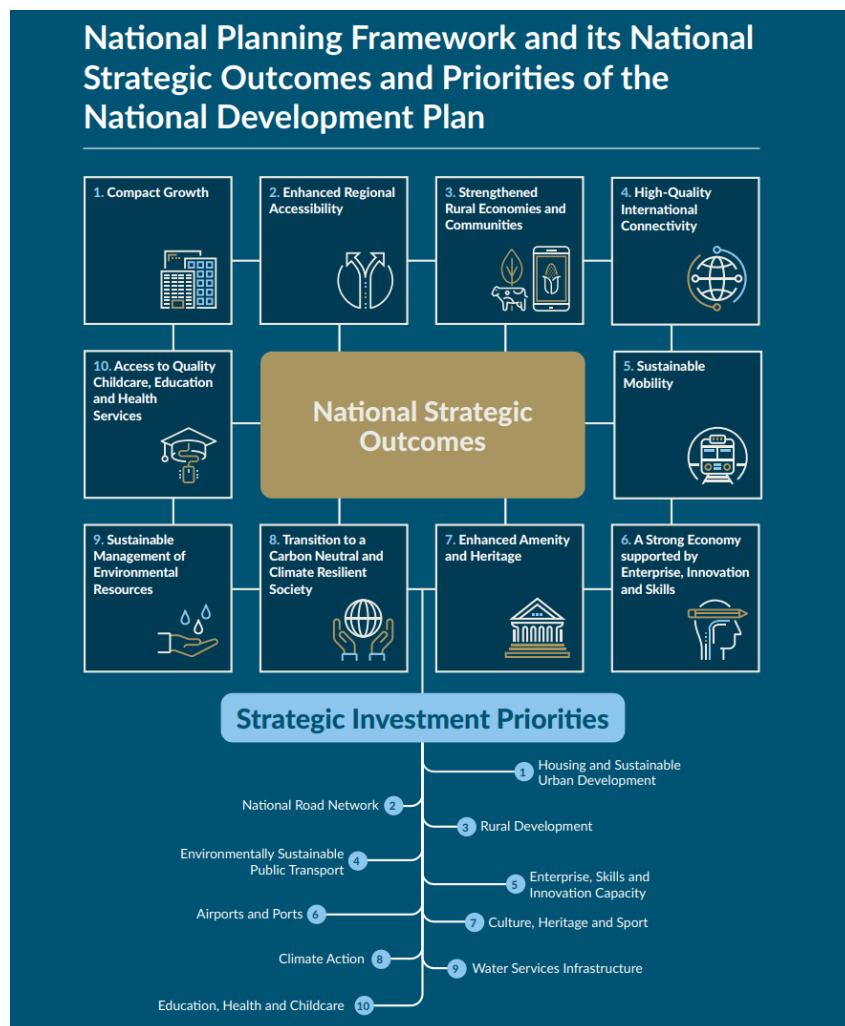 National Planning Framework and its National
Strategic Outcomes and Priorities of the
National Development Plan
1. Compact Growth
2. Enhanced Regional
Accessibility
3. Strengthened
Rural Economies and
Communities
4. High-Quality
International
Connectivity
10. Access to Quality
Childcare, Education
and Health
Services
National Strategic
Outcomes
5. Sustainable
Mobility
9. Sustainable
Management of
Environmental
Resources
8. Transition to a
Carbon Neutral and
Climate Resilient
Society
7. Enhanced Amenity
and Heritage
6. A Strong Economy
supported by
Enterprise, Innovation
and Skills
Strategic Investment Priorities
1 Housing and Sustainable
Urban Development
National Road Network 2
3 Rural Development
Environmentally Sustainable
Public Transport 4
5 Enterprise, Skills and
Innovation Capacity
Airports and Ports 6
7 Culture, Heritage and Sport
Climate Action 8
9 Water Services Infrastructure
Education, Health and Childcare 10